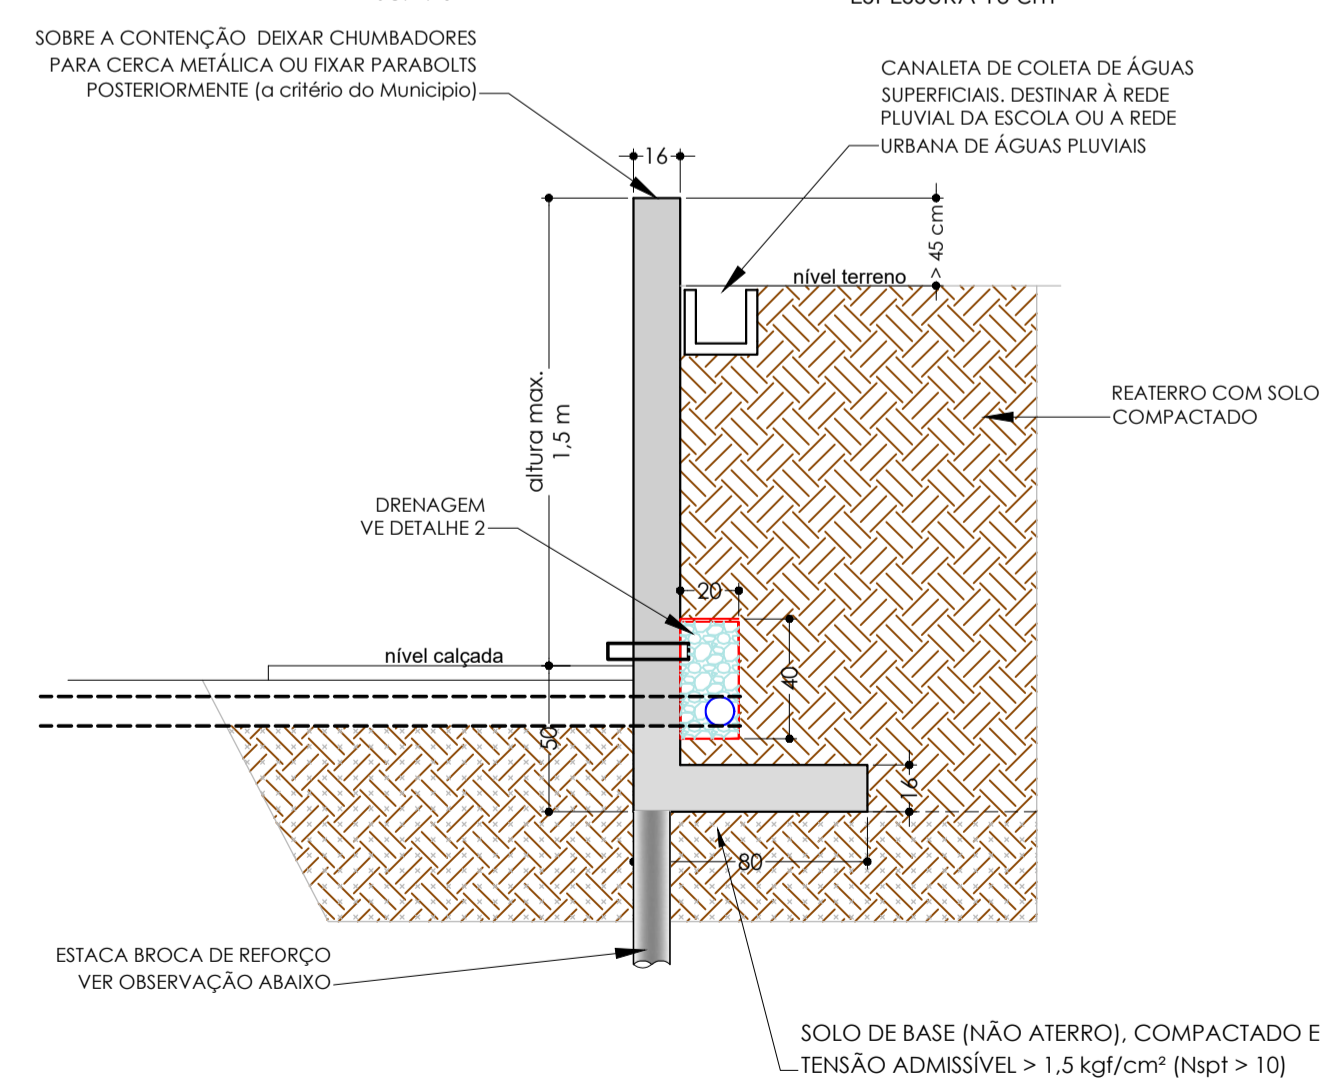 ESPESSURA 16 cm
SOBRE A CONTENÇÃO DEIXAR CHUMBADORES
PARA CERCA METÁLICA OU FIXAR PARABOLTS
POSTERIORMENTE (a critério do Municipio)
CANALETA DE COLETA DE ÁGUAS
SUPERFICIAIS. DESTINAR À REDE
PLUVIAL DA ESCOLA OU A REDE
URBANA DE ÁGUAS PLUVIAIS
16
> 45 cm
nível terreno
altura max.
1,5 m
REATERRO COM SOLO
COMPACTADO
DRENAGEM
VE DETALHE 2
20
40
nível calçada
50
16
80
ESTACA BROCA DE REFORÇO
VER OBSERVAÇÃO ABAIXO
SOLO DE BASE (NÃO ATERRO), COMPACTADO E
TENSÃO ADMISSÍVEL > 1,5 kgf/cm² (Nspt > 10)